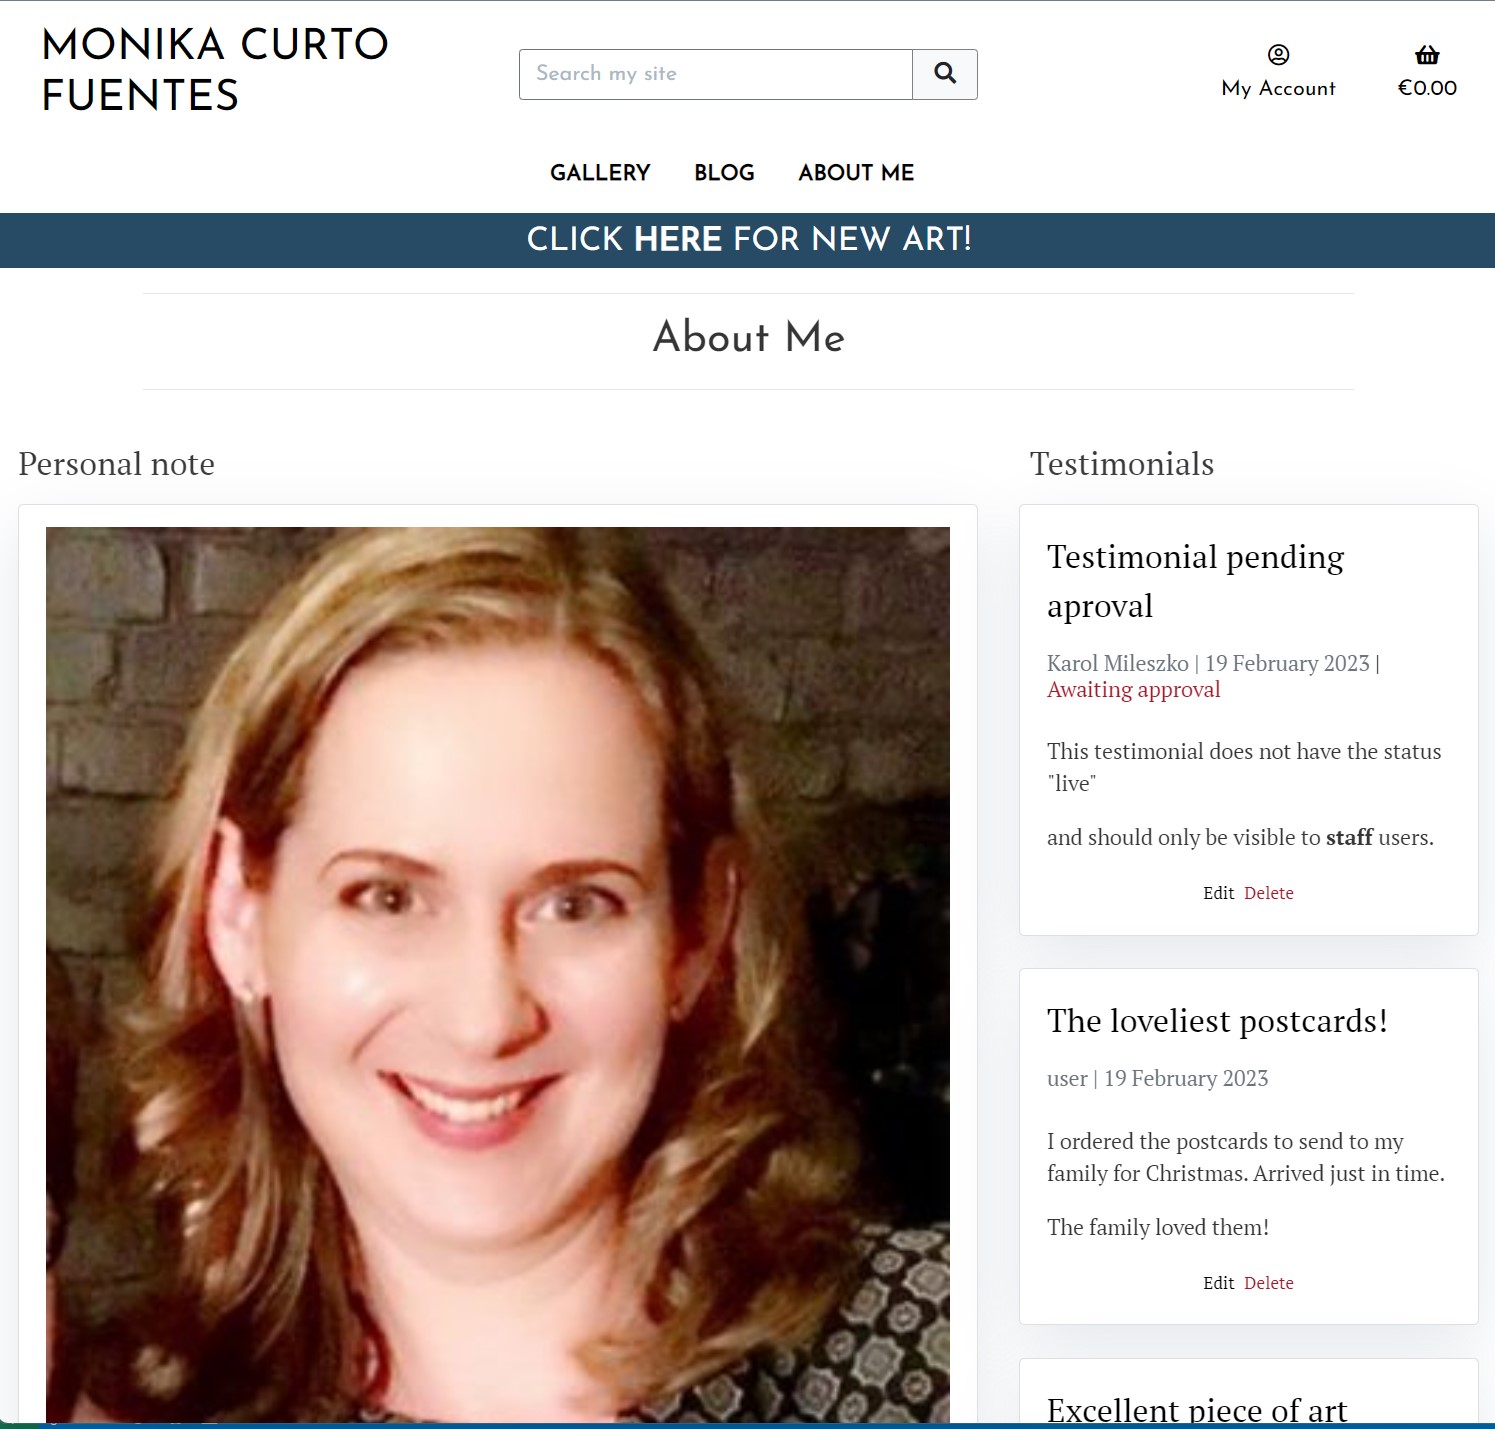 MONIKA CURTO
FUENTES
Search my site
My Account
€0.00
GALLERY BLOG ABOUT ME
CLICK HERE FOR NEW ART!
About Me
Personal note
Testimonials
Testimonial pending
aproval
Karol Mileszko | 19 February 2023 |
Awaiting approval
This testimonial does not have the status
"live"
and should only be visible to staff users.
Edit Delete
The loveliest postcards!
user | 19 February 2023
I ordered the postcards to send to my
family for Christmas. Arrived just in time.
The family loved them!
Edit Delete
Excellent piece of art